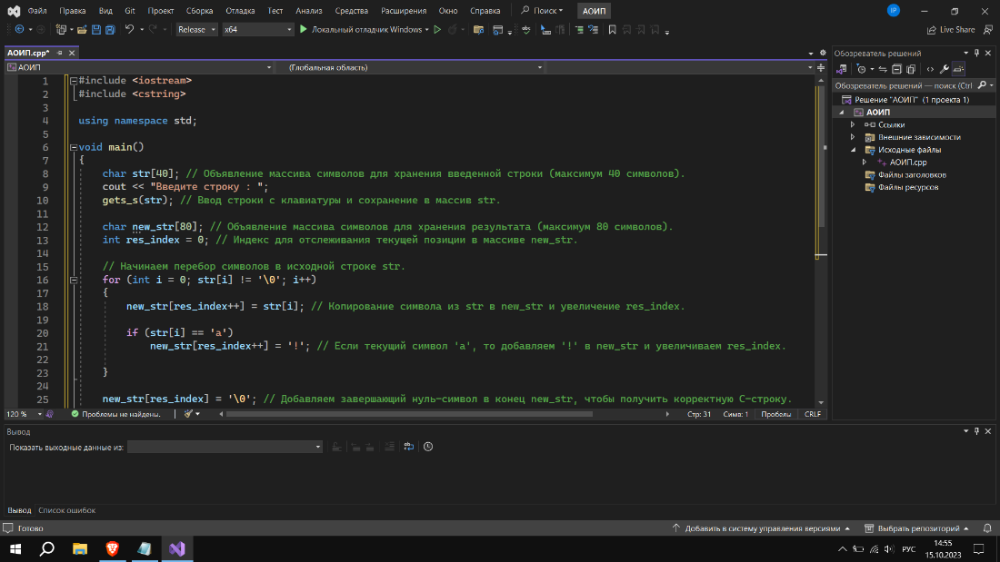 Файл Правка Вид Git Проект Сборка Отладка Тест Анализ Средства Расширения Окно Справка Поиск АОИП IP
Release x64 Локальный отладчик Windows Live Share
АОИП.cpp*
АОИП (Глобальная область)
1 #include <iostream>
2 #include <cstring>
3
4 using namespace std;
5
6 void main()
7 {
8 char str[40]; // Объявление массива символов для хранения введенной строки (максимум 40 символов).
9 cout << "Введите строку : ";
10 gets_s(str); // Ввод строки с клавиатуры и сохранение в массив str.
11
12 char new_str[80]; // Объявление массива символов для хранения результата (максимум 80 символов).
13 int res_index = 0; // Индекс для отслеживания текущей позиции в массиве new_str.
14
15 // Начинаем перебор символов в исходной строке str.
16 for (int i = 0; str[i] != '\0'; i++)
17 {
18 new_str[res_index++] = str[i]; // Копирование символа из str в new_str и увеличение res_index.
19
20 if (str[i] == 'a')
21 new_str[res_index++] = '!'; // Если текущий символ 'a', то добавляем '!' в new_str и увеличиваем res_index.
22
23 }
24
25 new_str[res_index] = '\0'; // Добавляем завершающий нуль-символ в конец new_str, чтобы получить корректную C-строку.
120 % Проблемы не найдены. Стр: 31 Симв: 1 Пробелы CRLF
Обозреватель решений
Обозреватель решений — поиск (Ctrl
Решение "АОИП" (1 проекта 1)
АОИП
Ссылки
Внешние зависимости
Исходные файлы
АОИП.cpp
Файлы заголовков
Файлы ресурсов
Вывод
Показать выходные данные из:
Вывод Список ошибок
Готово Добавить в систему управления версиями Выбрать репозиторий
РУС 14:55
15.10.2023